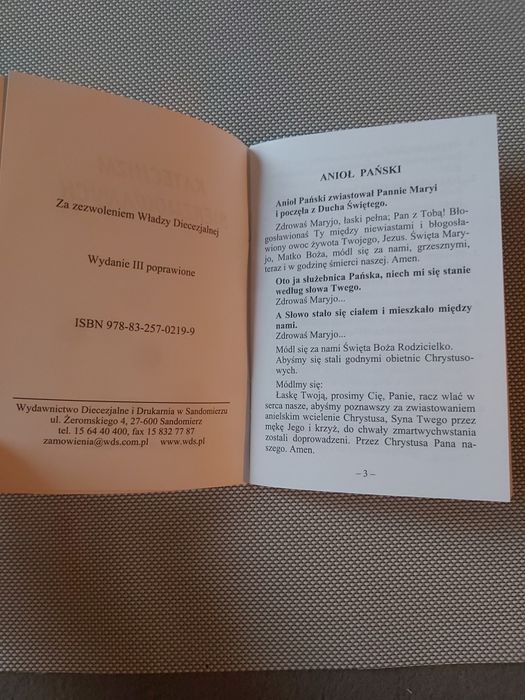 Za zezwoleniem Władzy Diecezjalnej
Wydanie III poprawione
ISBN 978-83-257-0219-9
Wydawnictwo Diecezjalne i Drukarnia w Sandomierzu
ul. Żeromskiego 4, 27-600 Sandomierz
tel. 15 64 40 400, fax 15 832 77 87
zamowienia@wds.com.pl www.wds.pl
ANIOŁ PAŃSKI
Anioł Pański zwiastował Pannie Maryi
i poczęła z Ducha Świętego.
Zdrowaś Maryjo, łaski pełna; Pan z Tobą! Bło-
gosławionaś Ty między niewiastami i błogosła-
wiony owoc żywota Twojego, Jezus. Święta Mary-
jo, Matko Boża, módl się za nami, grzesznymi,
teraz i w godzinę śmierci naszej. Amen.
Oto ja służebnica Pańska, niech mi się stanie
według słowa Twego.
Zdrowaś Maryjo...
A Słowo stało się ciałem i mieszkało między
nami.
Zdrowaś Maryjo...
Módl się za nami Święta Boża Rodzicielko.
Abyśmy się stali godnymi obietnic Chrystuso-
wych.
Módlmy się:
Łaskę Twoją, prosimy Cię, Panie, racz wlać w
serca nasze, abyśmy poznawszy za zwiastowaniem
anielskim wcielenie Chrystusa, Syna Twego przez
mękę Jego i krzyż, do chwały zmartwychwstania
zostali doprowadzeni. Przez Chrystusa Pana na-
szego. Amen.
– 3 –